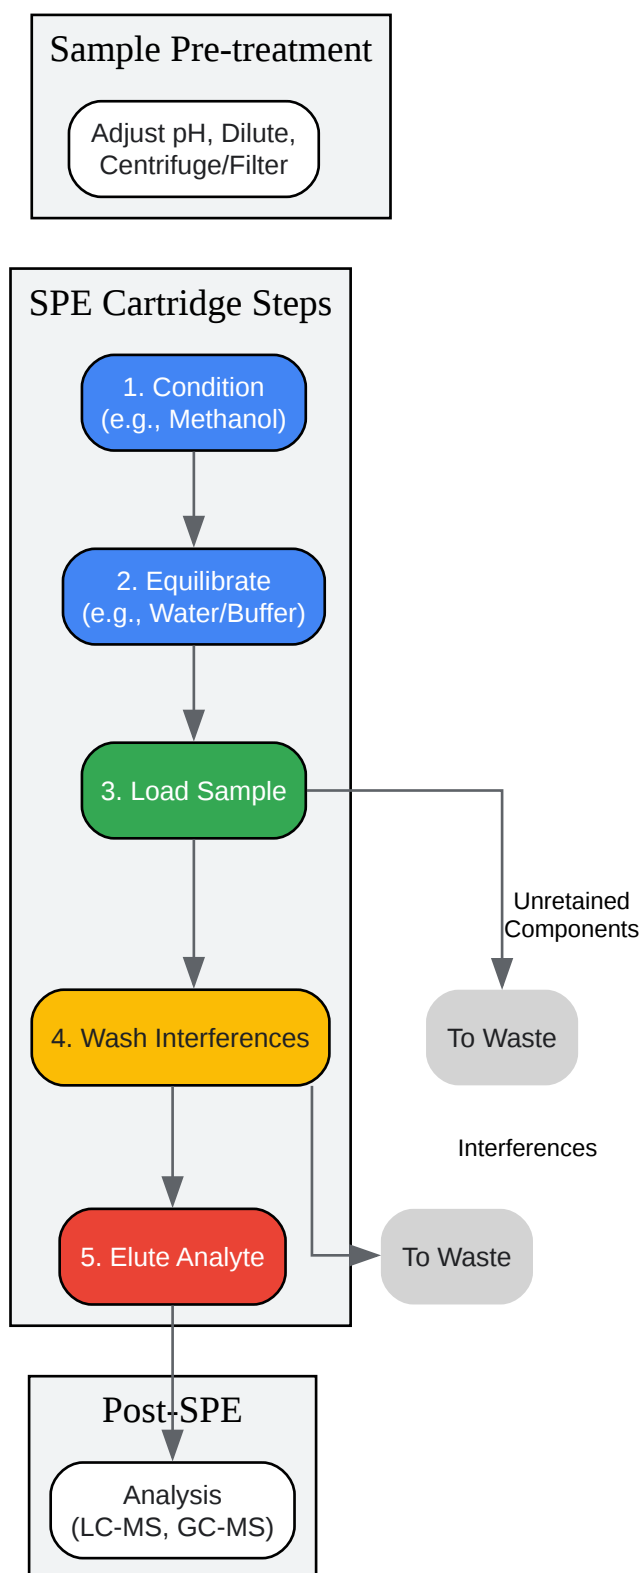 Sample Pre-treatment
Adjust pH, Dilute,
Centrifuge/Filter
SPE Cartridge Steps
1. Condition
(e.g., Methanol)
2. Equilibrate
(e.g., Water/Buffer)
3. Load Sample
Unretained
Components
4. Wash Interferences
To Waste
Interferences
5. Elute Analyte
To Waste
Post-SPE
Analysis
(LC-MS, GC-MS)